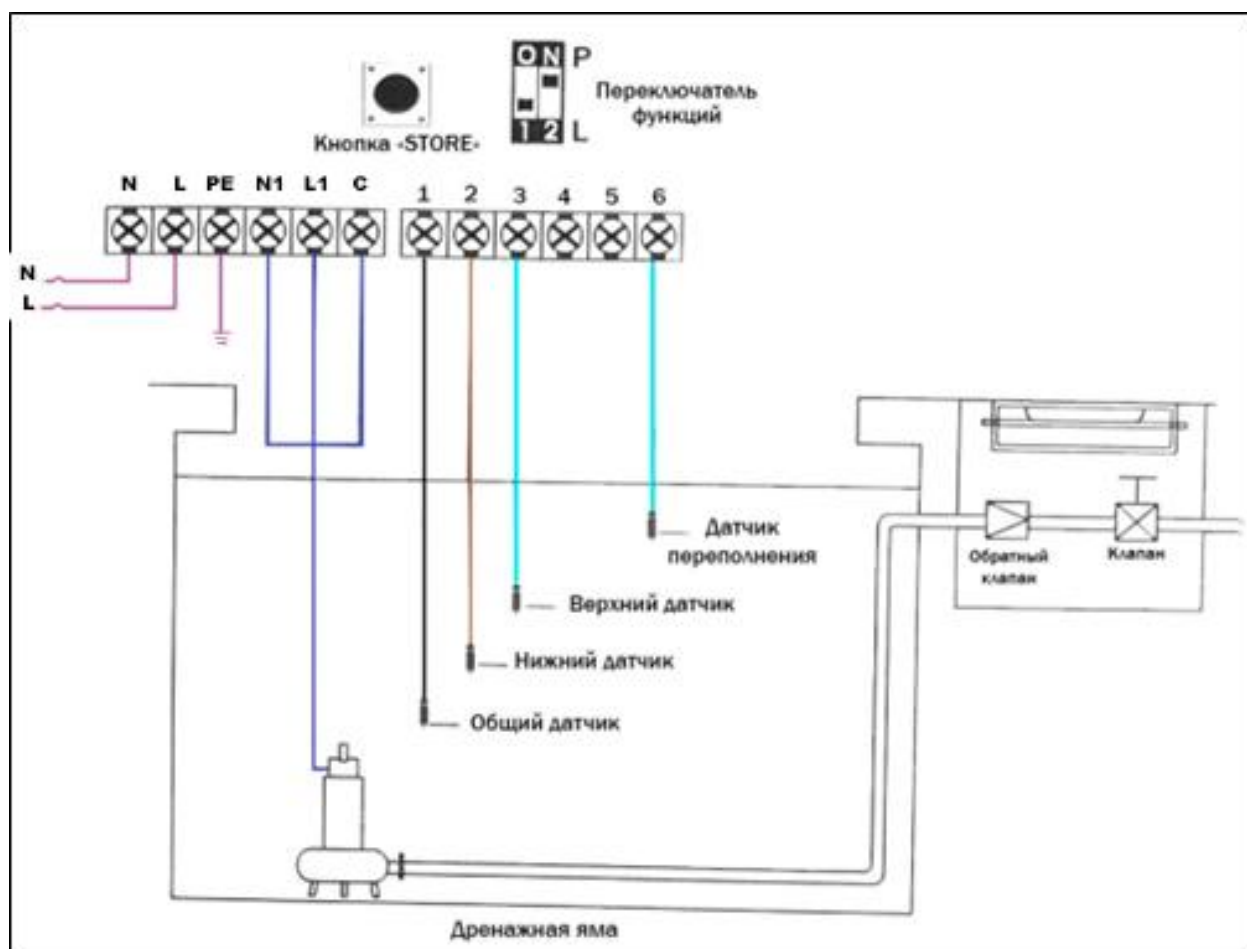 ON P
Переключатель
функций
1 2 L
Кнопка «STORE»
N L PE N1 L1 C
1 2 3 4 5 6
N
L
Датчик
переполнения
Обратный
клапан
Клапан
Верхний датчик
Нижний датчик
Общий датчик
Дренажная яма